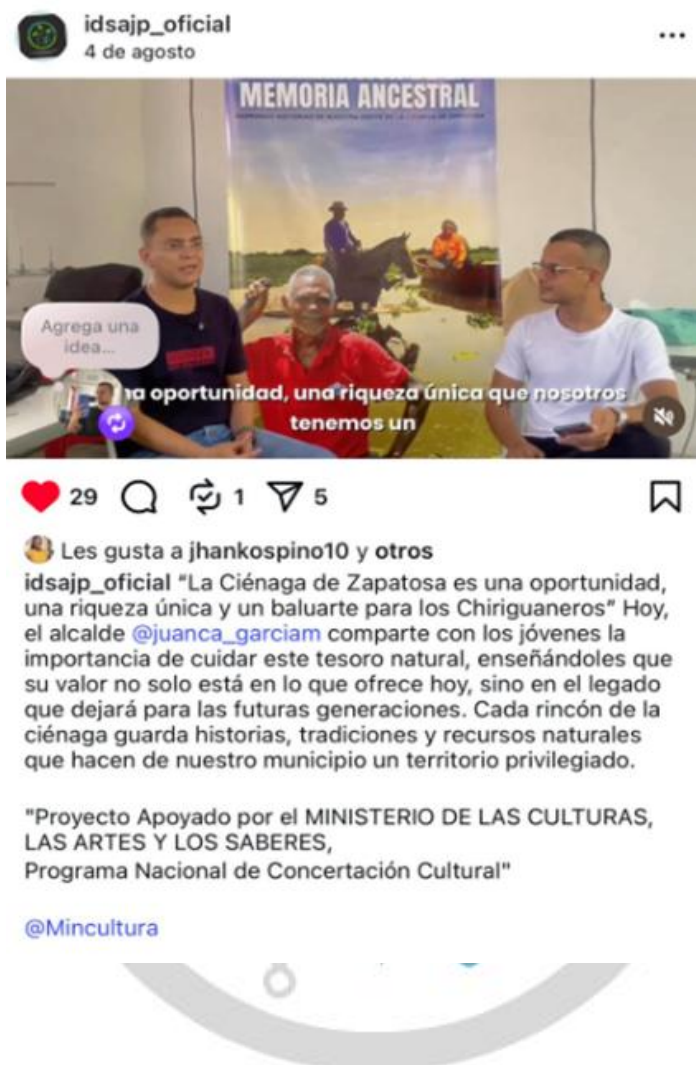 idsajp_oficial
4 de agosto
MEMORIA ANCESTRAL
Agrega una
idea...
oportunidad, una riqueza única que nosotros
tenemos un
29
1
5
Les gusta a jhankospino10 y otros
idsajp_oficial "La Ciénaga de Zapatosa es una oportunidad,
una riqueza única y un baluarte para los Chiriguaneros" Hoy,
el alcalde @juanca_garciam comparte con los jóvenes la
importancia de cuidar este tesoro natural, enseñándoles que
su valor no solo está en lo que ofrece hoy, sino en el legado
que dejará para las futuras generaciones. Cada rincón de la
ciénaga guarda historias, tradiciones y recursos naturales
que hacen de nuestro municipio un territorio privilegiado.
"Proyecto Apoyado por el MINISTERIO DE LAS CULTURAS,
LAS ARTES Y LOS SABERES,
Programa Nacional de Concertación Cultural"
@Mincultura